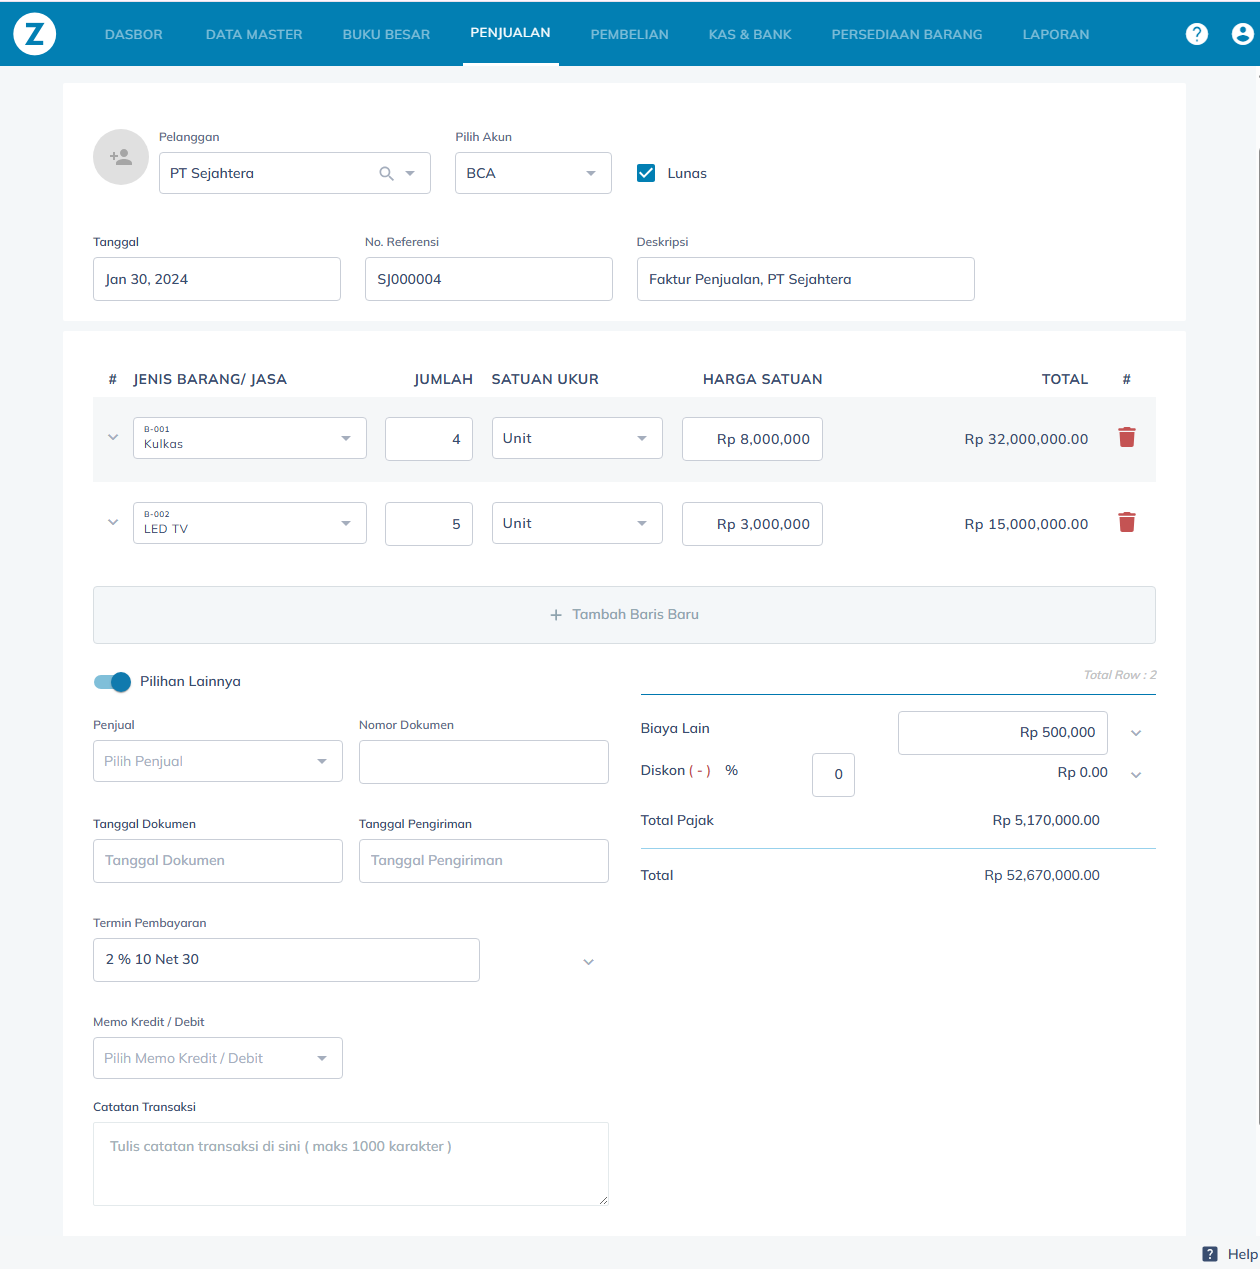 Z DASBOR DATA MASTER BUKU BESAR PENJUALAN PEMBELIAN KAS & BANK PERSEDIAAN BARANG LAPORAN ?
Pelanggan Pilih Akun
PT Sejahtera BCA Lunas
Tanggal No. Referensi Deskripsi
Jan 30, 2024 SJ000004 Faktur Penjualan, PT Sejahtera
# JENIS BARANG/ JASA JUMLAH SATUAN UKUR HARGA SATUAN TOTAL #
B-001
Kulkas 4 Unit Rp 8,000,000 Rp 32,000,000.00
B-002
LED TV 5 Unit Rp 3,000,000 Rp 15,000,000.00
+ Tambah Baris Baru
Total Row : 2
Pilihan Lainnya
Penjual Nomor Dokumen
Pilih Penjual
Biaya Lain Rp 500,000
Diskon ( - ) % 0 Rp 0.00
Total Pajak Rp 5,170,000.00
Total Rp 52,670,000.00
Tanggal Dokumen Tanggal Pengiriman
Tanggal Dokumen Tanggal Pengiriman
Termin Pembayaran
2 % 10 Net 30
Memo Kredit / Debit
Pilih Memo Kredit / Debit
Catatan Transaksi
Tulis catatan transaksi di sini ( maks 1000 karakter )
? Help